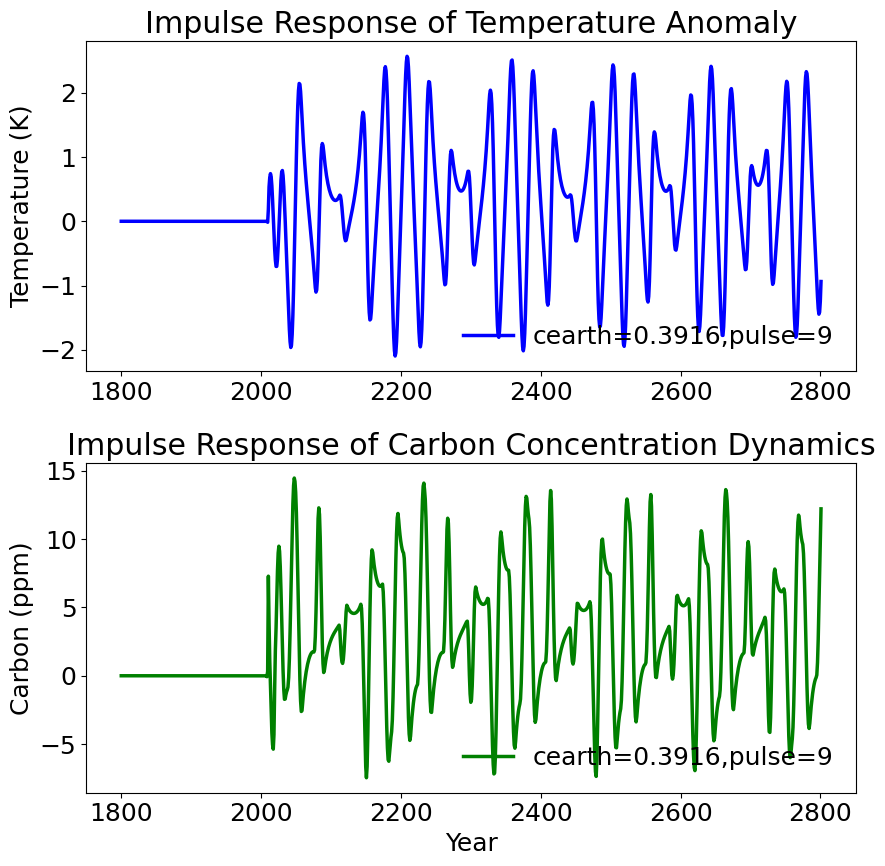 Impulse Response of Temperature Anomaly
Temperature (K)
2
1
0
−1
−2
cearth=0.3916,pulse=9
1800 2000 2200 2400 2600 2800
Impulse Response of Carbon Concentration Dynamics
Carbon (ppm)
15
10
5
0
−5
cearth=0.3916,pulse=9
1800 2000 2200 2400 2600 2800
Year